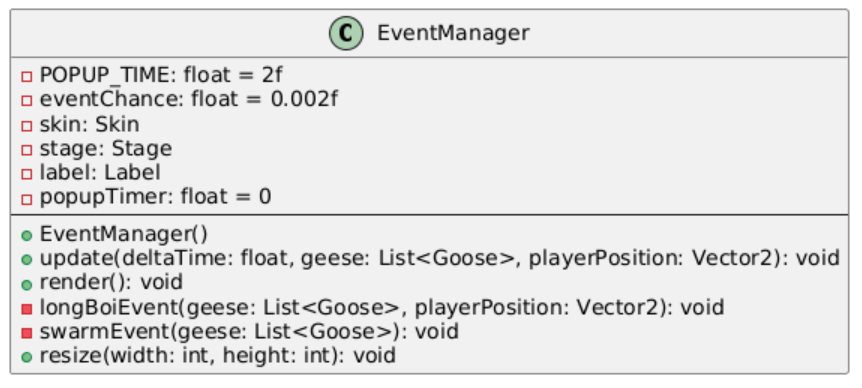 C EventManager
POPUP_TIME: float = 2f
eventChance: float = 0.002f
skin: Skin
stage: Stage
label: Label
popupTimer: float = 0
EventManager()
update(deltaTime: float, geese: List<Goose>, playerPosition: Vector2): void
render(): void
longBoiEvent(geese: List<Goose>, playerPosition: Vector2): void
swarmEvent(geese: List<Goose>): void
resize(width: int, height: int): void